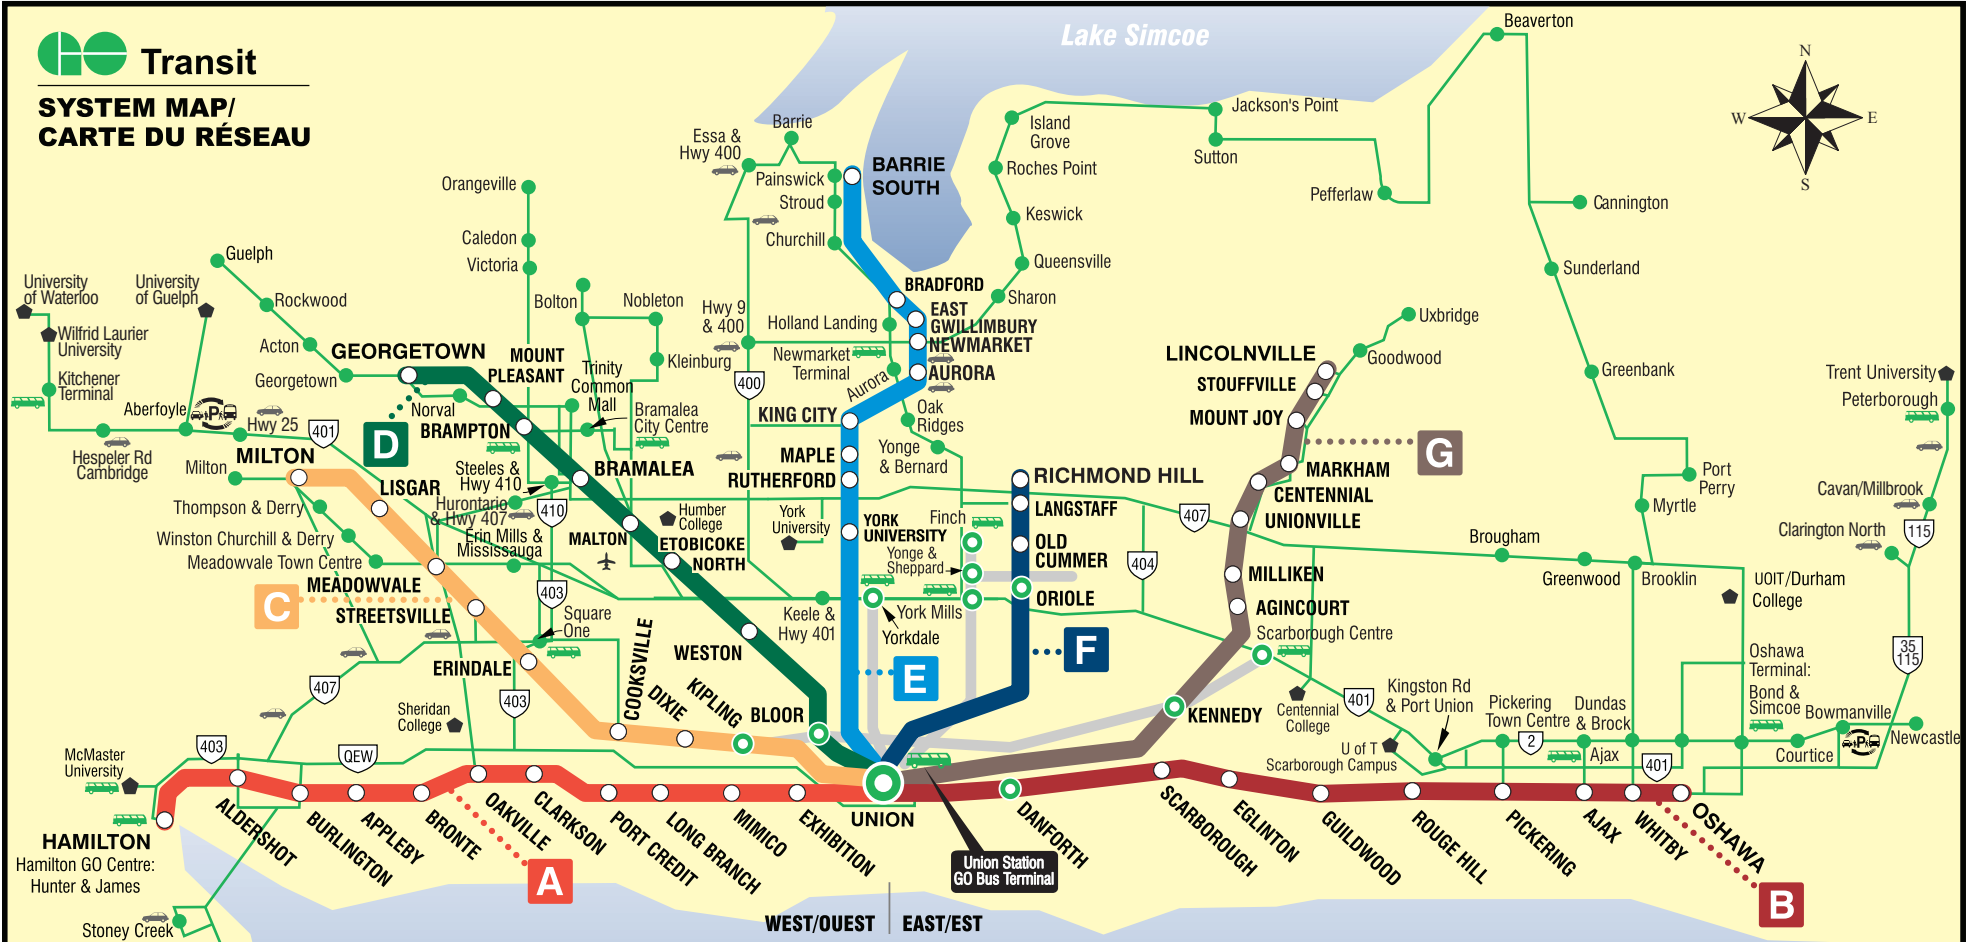 GO Transit
SYSTEM MAP/
CARTE DU RÉSEAU
Lake Simcoe
Beaverton
N
W
E
S
Jackson's Point
Island
Grove
Sutton
Roches Point
Pefferlaw
Cannington
Keswick
Queensville
Sunderland
Sharon
Barrie
Essa &
Hwy 400
Painswick
BARRIE
SOUTH
Stroud
Churchill
Orangeville
Caledon
Victoria
Guelph
University
of Waterloo
University
of Guelph
Rockwood
Wilfrid Laurier
University
Acton
Kitchener
Terminal
Georgetown
GEORGETOWN
Aberfoyle
P
Hwy 25
401
Hespeler Rd
Cambridge
Norval
D
MOUNT
PLEASANT
Bolton
Nobleton
Kleinburg
Trinity
Common
Mall
Bramalea
City Centre
BRAMPTON
BRAMALEA
Steeles &
Hwy 410
Hurontario
& Hwy 407
Erin Mills &
Mississauga
410
Hwy 9
& 400
400
BRADFORD
EAST
GWILLIMBURY
Holland Landing
NEWMARKET
Newmarket
Terminal
Aurora
AURORA
KING CITY
Oak
Ridges
Yonge
& Bernard
MAPLE
RUTHERFORD
York
University
YORK
UNIVERSITY
Finch
Yonge &
Sheppard
York Mills
Yorkdale
Keele &
Hwy 401
RICHMOND HILL
LANGSTAFF
OLD
CUMMER
ORIOLE
F
E
404
407
LINCOLNVILLE
STOUFFVILLE
MOUNT JOY
MARKHAM
CENTENNIAL
UNIONVILLE
MILLIKEN
AGINCOURT
G
Uxbridge
Goodwood
Greenbank
Port
Perry
Myrtle
Trent University
Peterborough
Cavan/Millbrook
115
Clarington North
Brougham
Greenwood
Brooklin
UOIT/Durham
College
35
115
Oshawa
Terminal:
Bond &
Simcoe
Bowmanville
P
Newcastle
Courtice
Scarborough Centre
Centennial
College
401
Kingston Rd
& Port Union
U of T
Scarborough Campus
Pickering
Town Centre
2
Dundas
& Brock
Ajax
401
KENNEDY
MILTON
Milton
LISGAR
Thompson & Derry
Winston Churchill & Derry
Meadowvale Town Centre
MEADOWVALE
C
STREETSVILLE
403
Square
One
ERINDALE
COOKSVILLE
DIXIE
KIPLING
BLOOR
WESTON
Humber
College
MALTON
ETOBICOKE
NORTH
407
403
Sheridan
College
403
QEW
McMaster
University
HAMILTON
Hamilton GO Centre:
Hunter & James
Stoney Creek
ALDERSHOT
BURLINGTON
APPLEBY
BRONTE
OAKVILLE
CLARKSON
PORT CREDIT
LONG BRANCH
MIMICO
EXHIBITION
UNION
A
Union Station
GO Bus Terminal
DANFORTH
SCARBOROUGH
EGLINTON
GUILDWOOD
ROUGE HILL
PICKERING
AJAX
WHITBY
OSHAWA
B
WEST/OUEST
EAST/EST